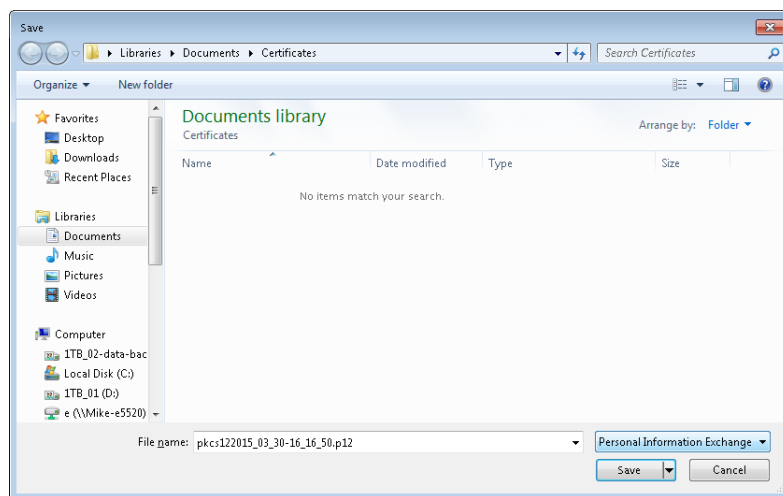 Save
Libraries Documents Certificates
Search Certificates
Organize New folder
Favorites
Desktop
Downloads
Recent Places
Libraries
Documents
Music
Pictures
Videos
Computer
1TB_02-data-bac
Local Disk (C:)
1TB_01 (D:)
e (\\Mike-e5520)
Documents library
Certificates
Arrange by: Folder
Name Date modified Type Size
No items match your search.
File name: pkcs122015_03_30-16_16_50.p12
Personal Information Exchange
Save Cancel